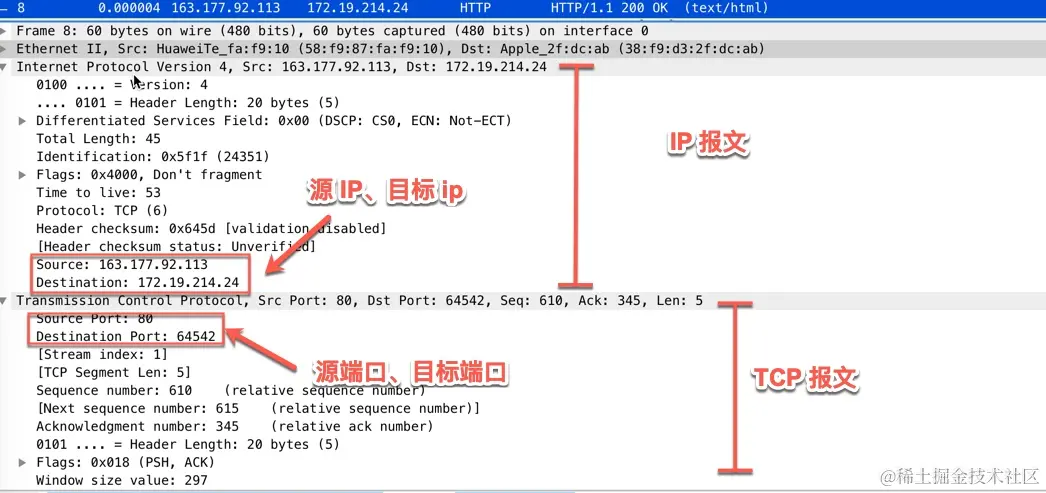 8 0.000004 163.177.92.113 172.19.214.24 HTTP HTTP/1.1 200 OK (text/html)
Frame 8: 60 bytes on wire (480 bits), 60 bytes captured (480 bits) on interface 0
Ethernet II, Src: HuaweiTe_fa:f9:10 (58:f9:87:fa:f9:10), Dst: Apple_2f:dc:ab (38:f9:d3:2f:dc:ab)
Internet Protocol Version 4, Src: 163.177.92.113, Dst: 172.19.214.24
0100 .... = Version: 4
.... 0101 = Header Length: 20 bytes (5)
Differentiated Services Field: 0x00 (DSCP: CS0, ECN: Not-ECT)
IP 报文
Total Length: 45
Identification: 0x5f1f (24351)
Flags: 0x4000, Don't fragment
源 IP、目标 ip
Time to live: 53
Protocol: TCP (6)
Header checksum: 0x645d [validation disabled]
[Header checksum status: Unverified]
Source: 163.177.92.113
Destination: 172.19.214.24
Transmission Control Protocol, Src Port: 80, Dst Port: 64542, Seq: 610, Ack: 345, Len: 5
Source Port: 80
Destination Port: 64542
[Stream index: 1]
源端口、目标端口
[TCP Segment Len: 5]
TCP 报文
Sequence number: 610 (relative sequence number)
[Next sequence number: 615 (relative sequence number)]
Acknowledgment number: 345 (relative ack number)
0101 .... = Header Length: 20 bytes (5)
Flags: 0x018 (PSH, ACK)
Window size value: 297
@稀土掘金技术社区